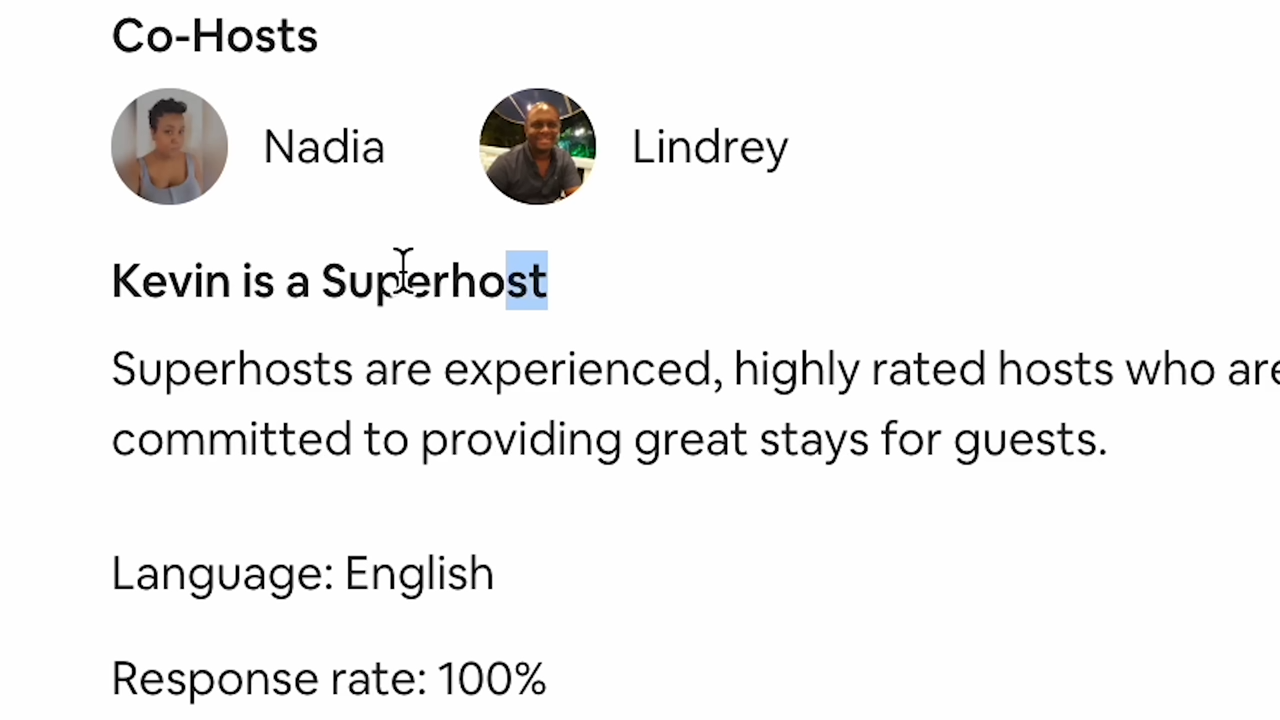 Co-Hosts
Nadia
Lindrey
Kevin is a Superhost
Superhosts are experienced, highly rated hosts who are
committed to providing great stays for guests.
Language: English
Response rate: 100%